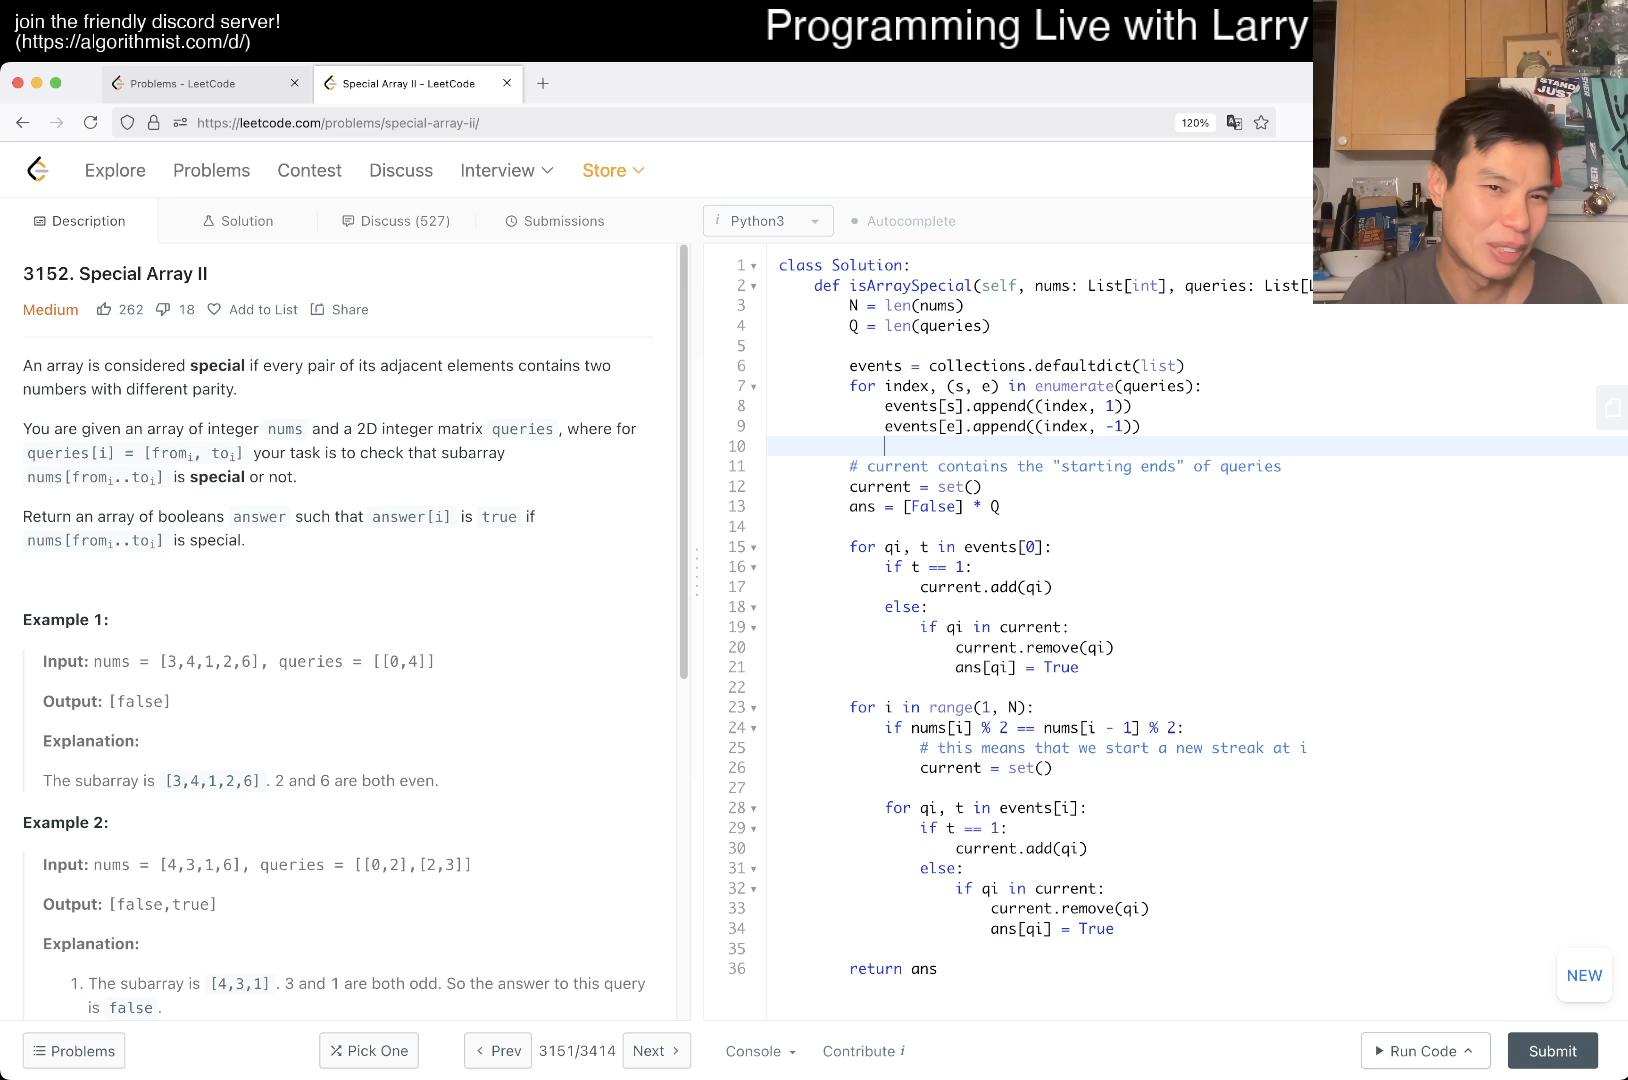 join the friendly discord server!
(https://algorithmist.com/d/)
Programming Live with Larry
Problems - LeetCode
Special Array II - LeetCode
https://leetcode.com/problems/special-array-ii/
120%
Explore
Problems
Contest
Discuss
Interview
Store
Description
Solution
Discuss (527)
Submissions
i Python3
Autocomplete
3152. Special Array II
Medium
262
18
Add to List
Share
An array is considered special if every pair of its adjacent elements contains two
numbers with different parity.
You are given an array of integer nums and a 2D integer matrix queries, where for
queries[i] = [fromi, toi] your task is to check that subarray
nums[fromi..toi] is special or not.
Return an array of booleans answer such that answer[i] is true if
nums[fromi..toi] is special.
Example 1:
Input: nums = [3,4,1,2,6], queries = [[0,4]]
Output: [false]
Explanation:
The subarray is [3,4,1,2,6]. 2 and 6 are both even.
Example 2:
Input: nums = [4,3,1,6], queries = [[0,2],[2,3]]
Output: [false,true]
Explanation:
1. The subarray is [4,3,1]. 3 and 1 are both odd. So the answer to this query
is false.
1 class Solution:
2 def isArraySpecial(self, nums: List[int], queries: List[L
3 N = len(nums)
4 Q = len(queries)
5
6 events = collections.defaultdict(list)
7 for index, (s, e) in enumerate(queries):
8 events[s].append((index, 1))
9 events[e].append((index, -1))
10
11 # current contains the "starting ends" of queries
12 current = set()
13 ans = [False] * Q
14
15 for qi, t in events[0]:
16 if t == 1:
17 current.add(qi)
18 else:
19 if qi in current:
20 current.remove(qi)
21 ans[qi] = True
22
23 for i in range(1, N):
24 if nums[i] % 2 == nums[i - 1] % 2:
25 # this means that we start a new streak at i
26 current = set()
27
28 for qi, t in events[i]:
29 if t == 1:
30 current.add(qi)
31 else:
32 if qi in current:
33 current.remove(qi)
34 ans[qi] = True
35
36 return ans
NEW
Problems
Pick One
Prev
3151/3414
Next
Console
Contribute i
Run Code
Submit
STAND
JUST